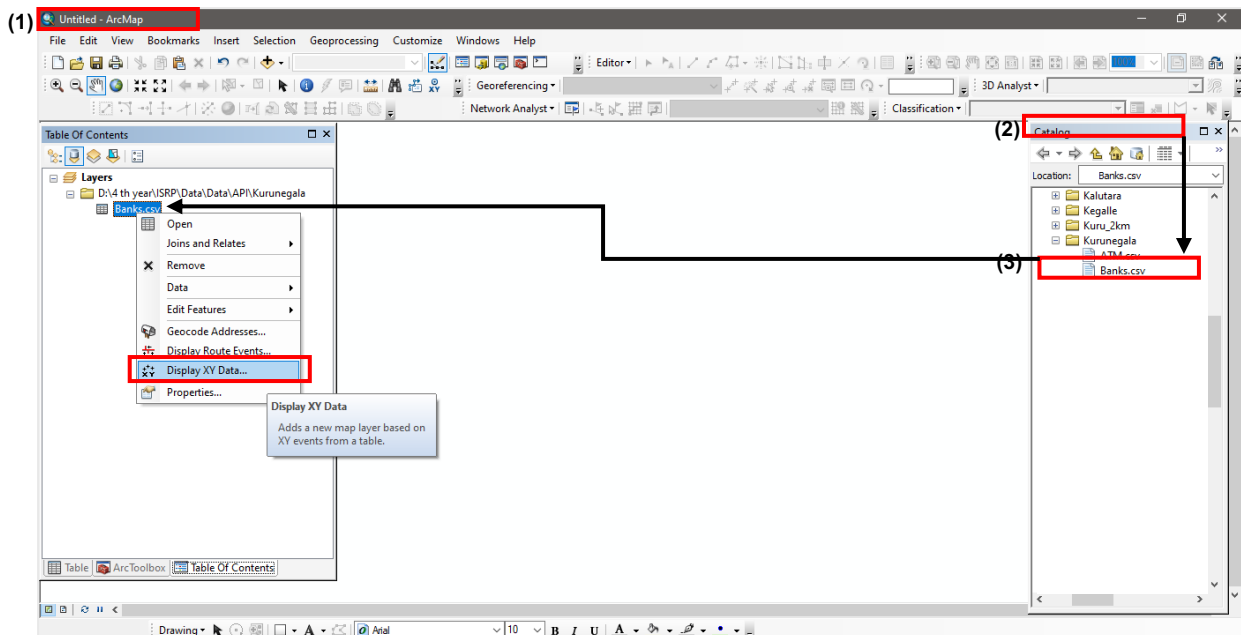 (1)
Untitled - ArcMap
File Edit View Bookmarks Insert Selection Geoprocessing Customize Windows Help
Editor
Georeferencing
3D Analyst
Network Analyst
Classification
Table Of Contents
(2)
Catalog
Layers
D:\4 th year\ISRP\Data\Data\API\Kurunegala
Banks.csv
Open
Joins and Relates
Remove
Data
Edit Features
Geocode Addresses...
Display Route Events...
Display XY Data...
Properties...
Display XY Data
Adds a new map layer based on
XY events from a table.
Location: Banks.csv
Kalutara
Kegalle
Kuru_2km
Kurunegala
ATM.csv
(3)
Banks.csv
Table ArcToolbox Table Of Contents
Drawing A Arial 10 B I U A